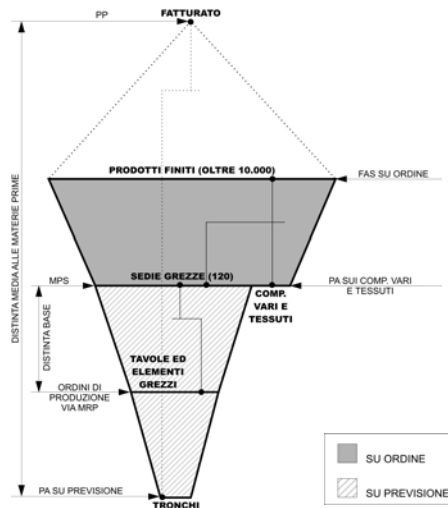 PP
FATTURATO
PRODOTTI FINITI (OLTRE 10.000)
FAS SU ORDINE
MPS
SEDIE GREZZE (120)
PA SUI COMP. VARI
E TESSUTI
COMP.
VARI E
TESSUTI
DISTINTA MEDIA ALLE MATERIE PRIME
DISTINTA BASE
TAVOLE ED
ELEMENTI
GREZZI
ORDINI DI
PRODUZIONE
VIA MRP
SU ORDINE
SU PREVISIONE
PA SU PREVISIONE
TRONCHI